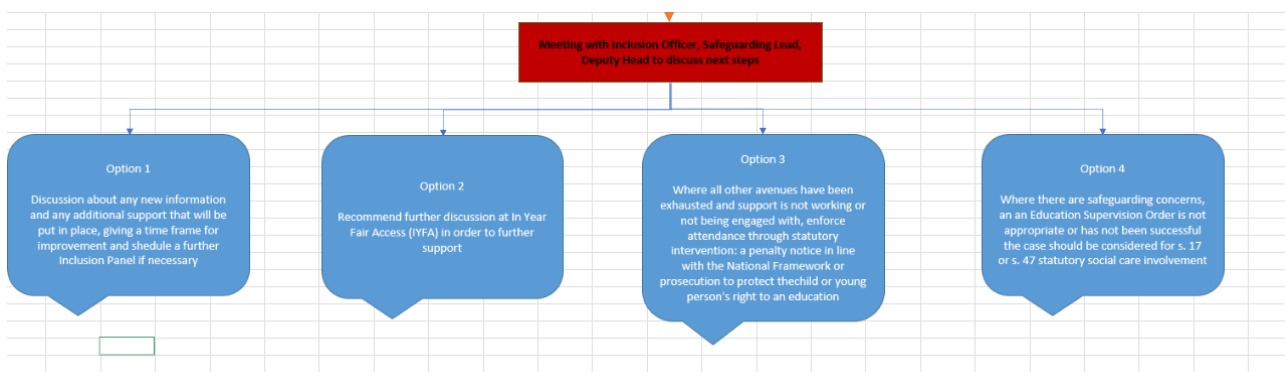 Meeting with Inclusion Officer, Safeguarding Lead,
Deputy Head to discuss next steps
Option 1
Discussion about any new information
and any additional support that will be
put in place, giving a time frame for
improvement and shedule a further
Inclusion Panel if necessary
Option 2
Recommend further discussion at In Year
Fair Access (IYFA) in order to further
support
Option 3
Where all other avenues have been
exhausted and support is not working or
not being engaged with, enforce
attendance through statutory
intervention: a penalty notice in line
with the National Framework or
prosecution to protect thechild or young
person's right to an education
Option 4
Where there are safeguarding concerns,
an an Education Supervision Order is not
appropriate or has not been successful
the case should be considered for s. 17
or s. 47 statutory social care involvement